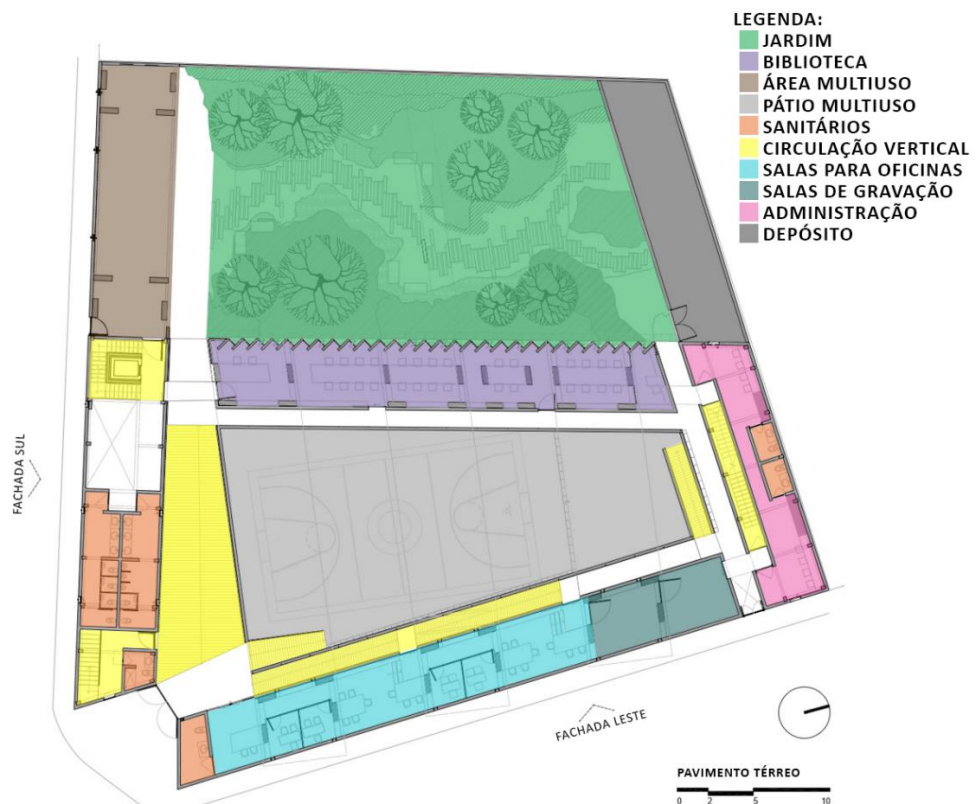 LEGENDA:
JARDIM
BIBLIOTECA
ÁREA MULTIUSO
PÁTIO MULTIUSO
SANITÁRIOS
CIRCULAÇÃO VERTICAL
SALAS PARA OFICINAS
SALAS DE GRAVAÇÃO
ADMINISTRAÇÃO
DEPÓSITO
FACHADA SUL
FACHADA LESTE
PAVIMENTO TÉRREO
0 2 5 10